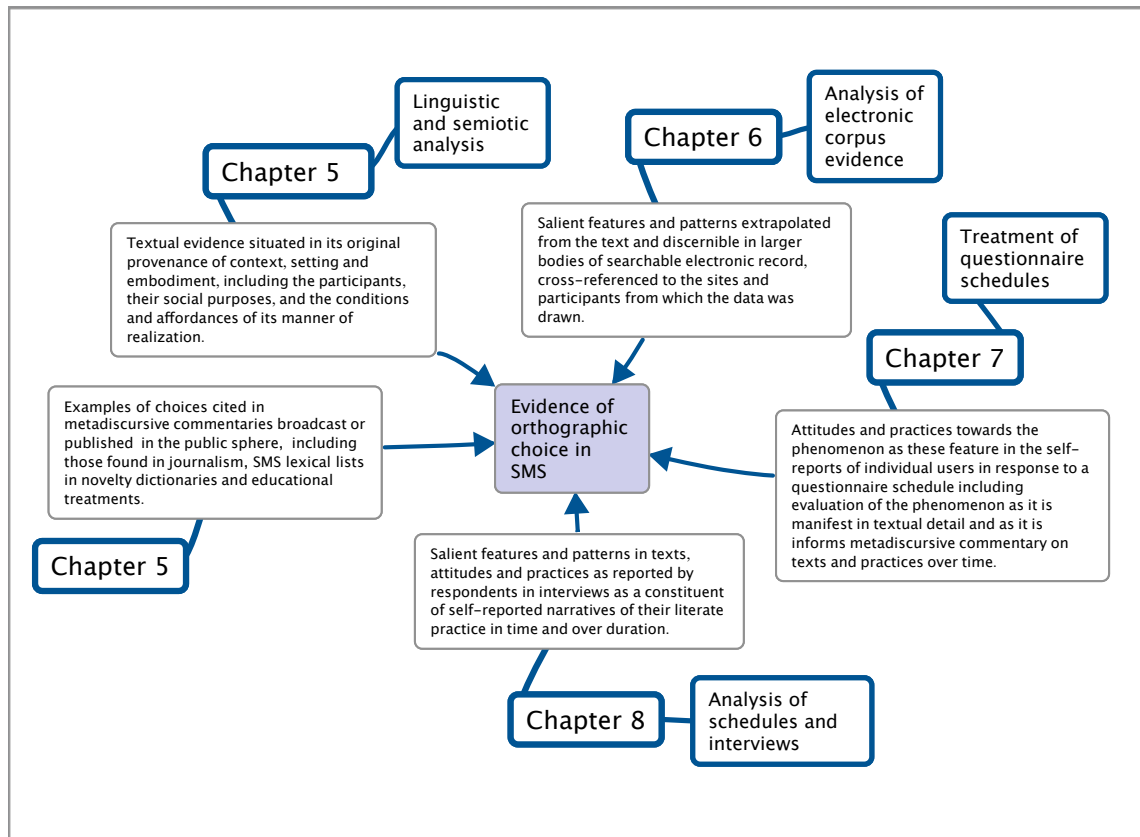 Linguistic
and semiotic
analysis
Chapter 5
Textual evidence situated in its original
provenance of context, setting and
embodiment, including the participants,
their social purposes, and the conditions
and affordances of its manner of
realization.
Analysis of
electronic
corpus
evidence
Chapter 6
Salient features and patterns extrapolated
from the text and discernible in larger
bodies of searchable electronic record,
cross-referenced to the sites and
participants from which the data was
drawn.
Treatment of
questionnaire
schedules
Chapter 7
Attitudes and practices towards the
phenomenon as these feature in the self-
reports of individual users in response to a
questionnaire schedule including
evaluation of the phenomenon as it is
manifest in textual detail and as it is
informs metadiscursive commentary on
texts and practices over time.
Evidence of
orthographic
choice in
SMS
Examples of choices cited in
metadiscursive commentaries broadcast or
published in the public sphere, including
those found in journalism, SMS lexical lists
in novelty dictionaries and educational
treatments.
Chapter 5
Salient features and patterns in texts,
attitudes and practices as reported by
respondents in interviews as a constituent
of self-reported narratives of their literate
practice in time and over duration.
Chapter 8
Analysis of
schedules and
interviews